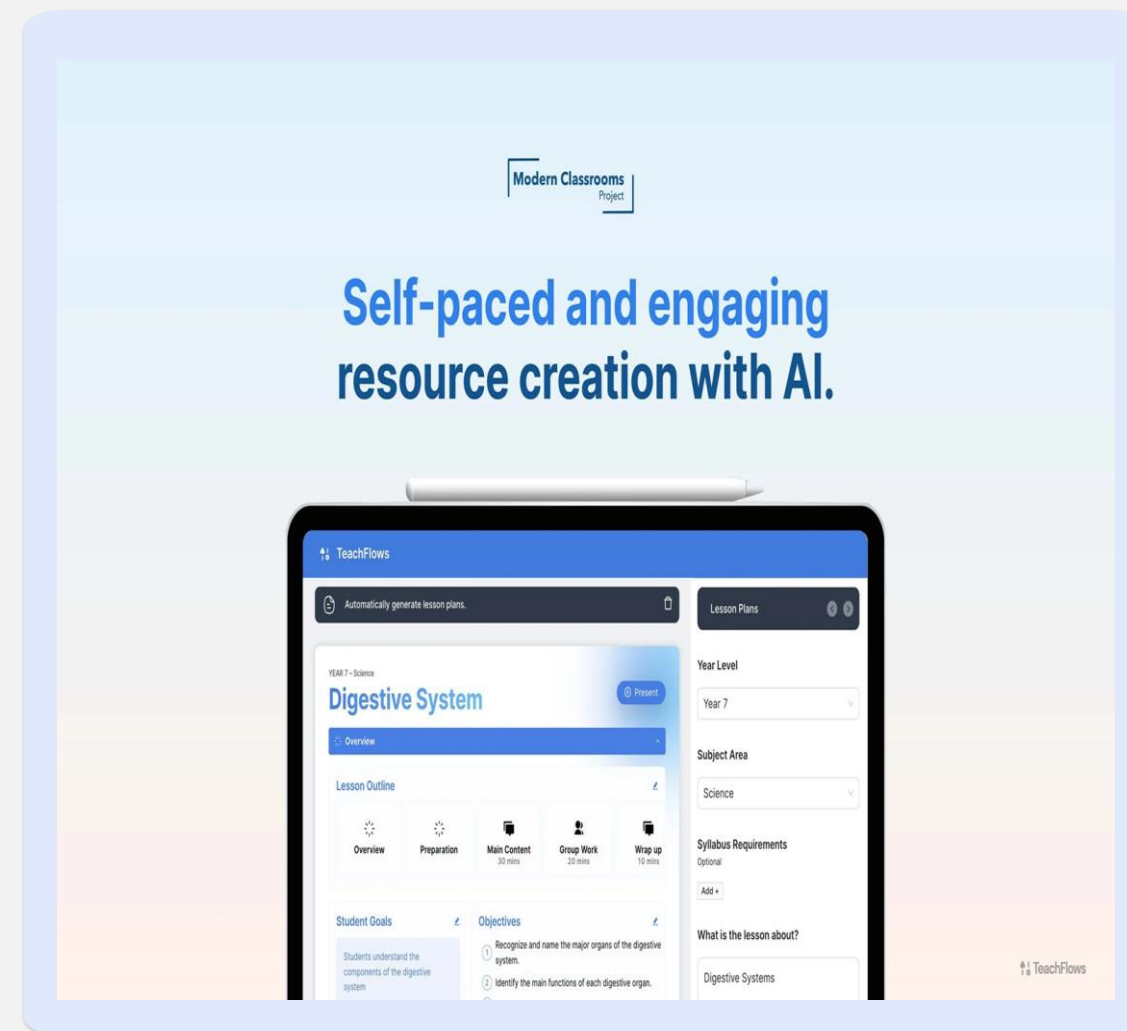 Modern Classrooms
Project
Self-paced and engaging
resource creation with AI.
TeachFlows
Automatically generate lesson plans.
YEAR 7 – Science
Digestive System
Present
Overview
Lesson Outline
Overview
Preparation
Main Content
30 mins
Group Work
20 mins
Wrap up
10 mins
Student Goals
Students understand the
components of the digestive
system
Objectives
1 Recognize and name the major organs of the digestive
system.
2 Identify the main functions of each digestive organ.
Lesson Plans
Year Level
Year 7
Subject Area
Science
Syllabus Requirements
Optional
Add +
What is the lesson about?
Digestive Systems
TeachFlows